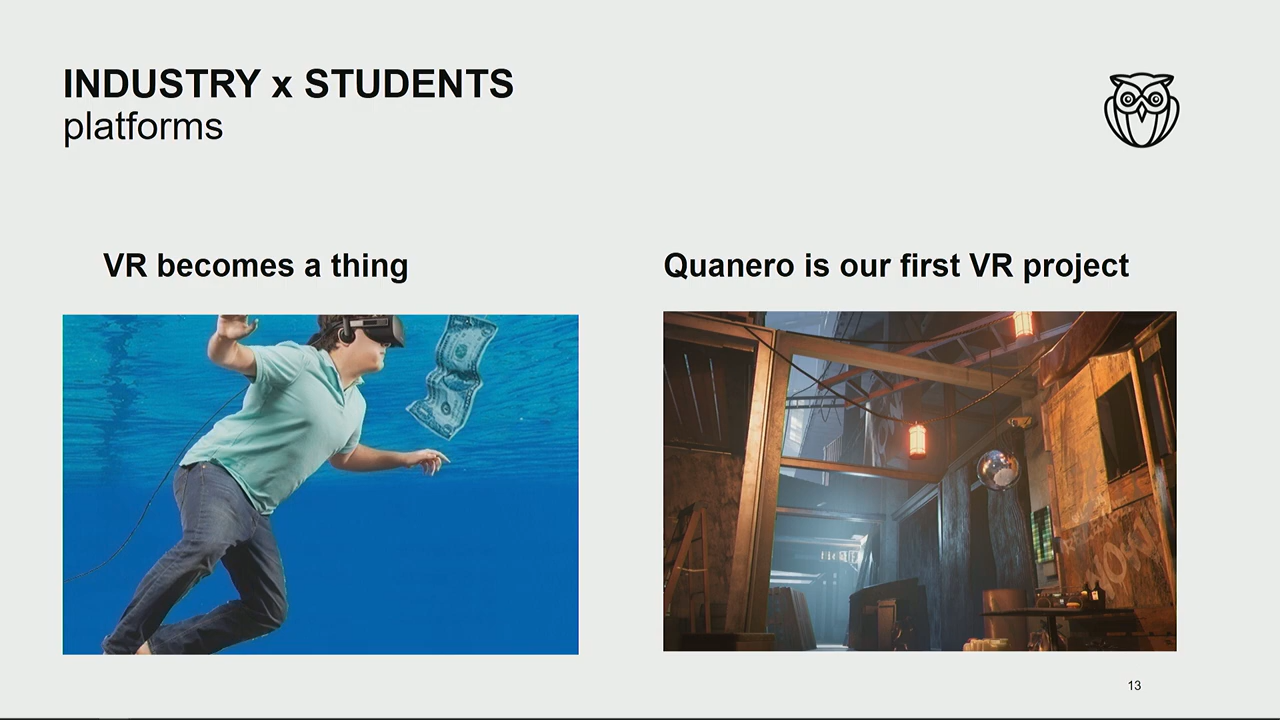 INDUSTRY x STUDENTS
platforms
VR becomes a thing
Quanero is our first VR project
13